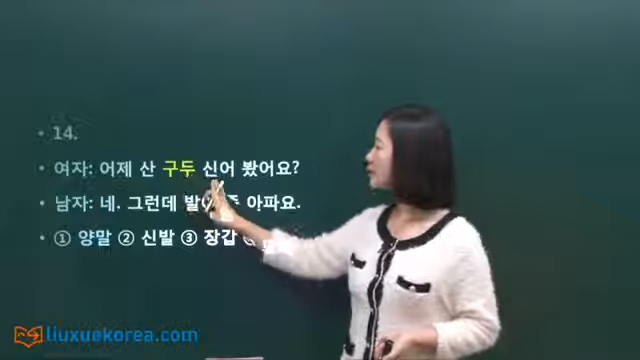 • 14.
• 여자: 어제 산 구두 신어 봤어요?
• 남자: 네. 그런데 아파요.
• ① 양말 ② 신발 ③ 장갑
liuxuekorea.com